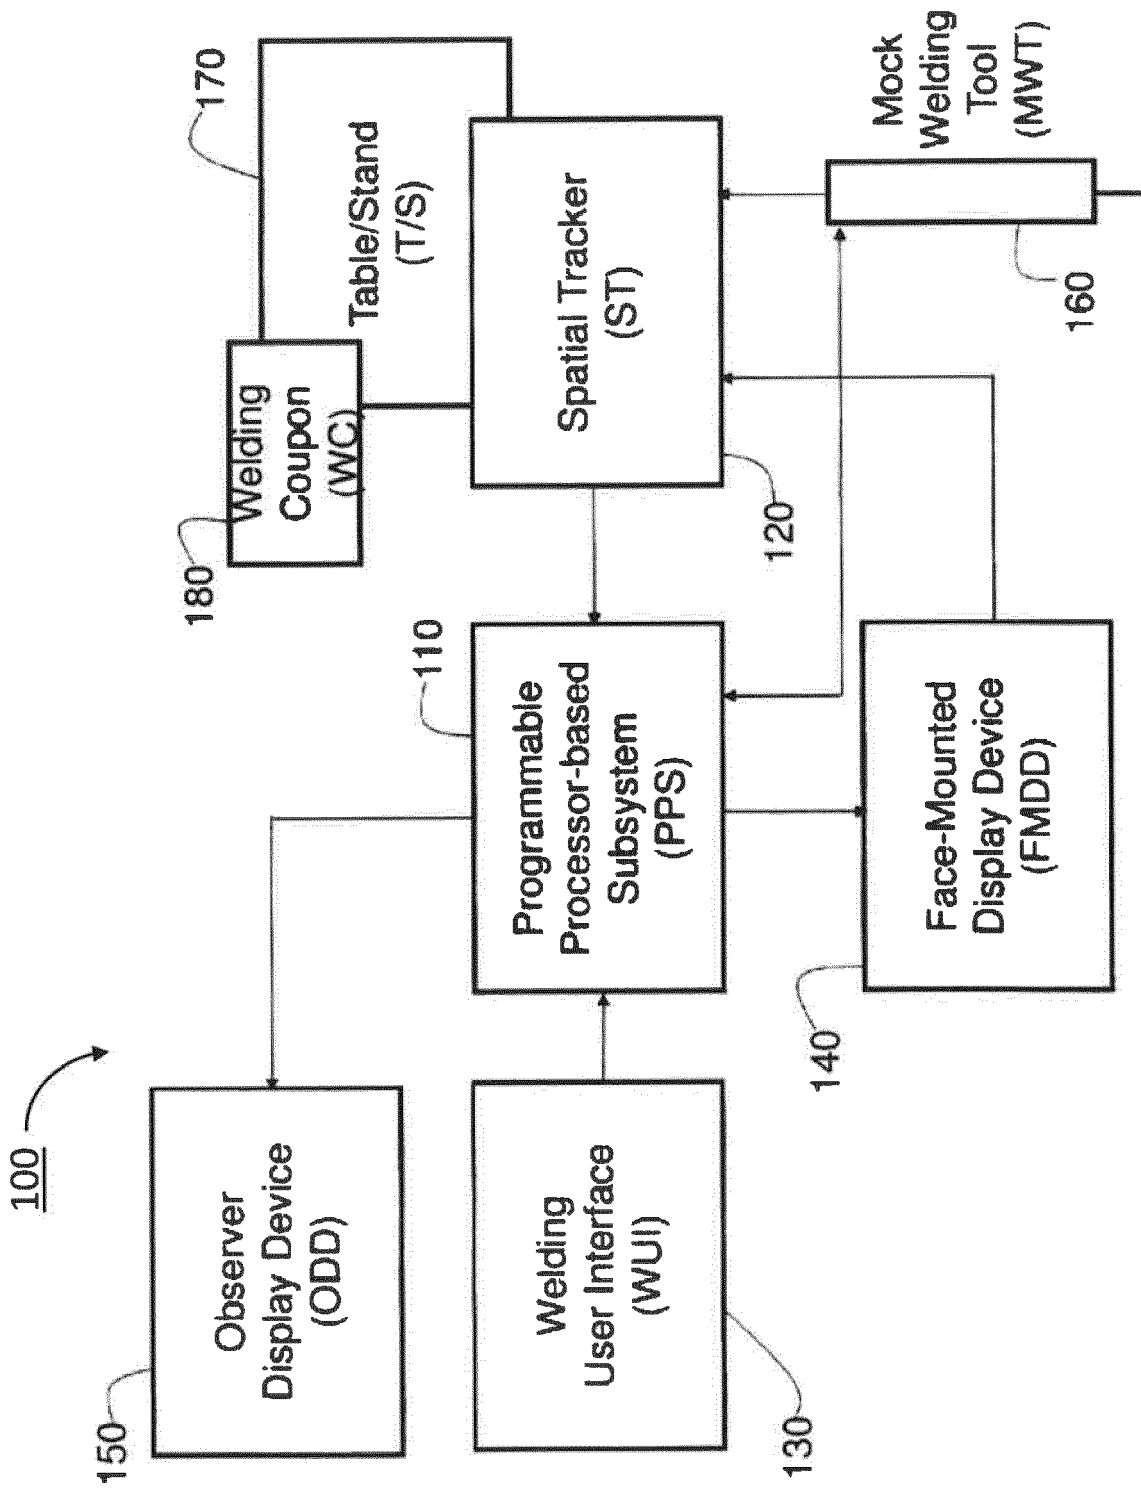 100
150
Observer
Display Device
(ODD)
130
Welding
User Interface
(WUI)
110
Programmable
Processor-based
Subsystem
(PPS)
140
Face-Mounted
Display Device
(FMDD)
180
Welding
Coupon
(WC)
170
Table/Stand
(T/S)
120
Spatial Tracker
(ST)
160
Mock
Welding
Tool
(MWT)